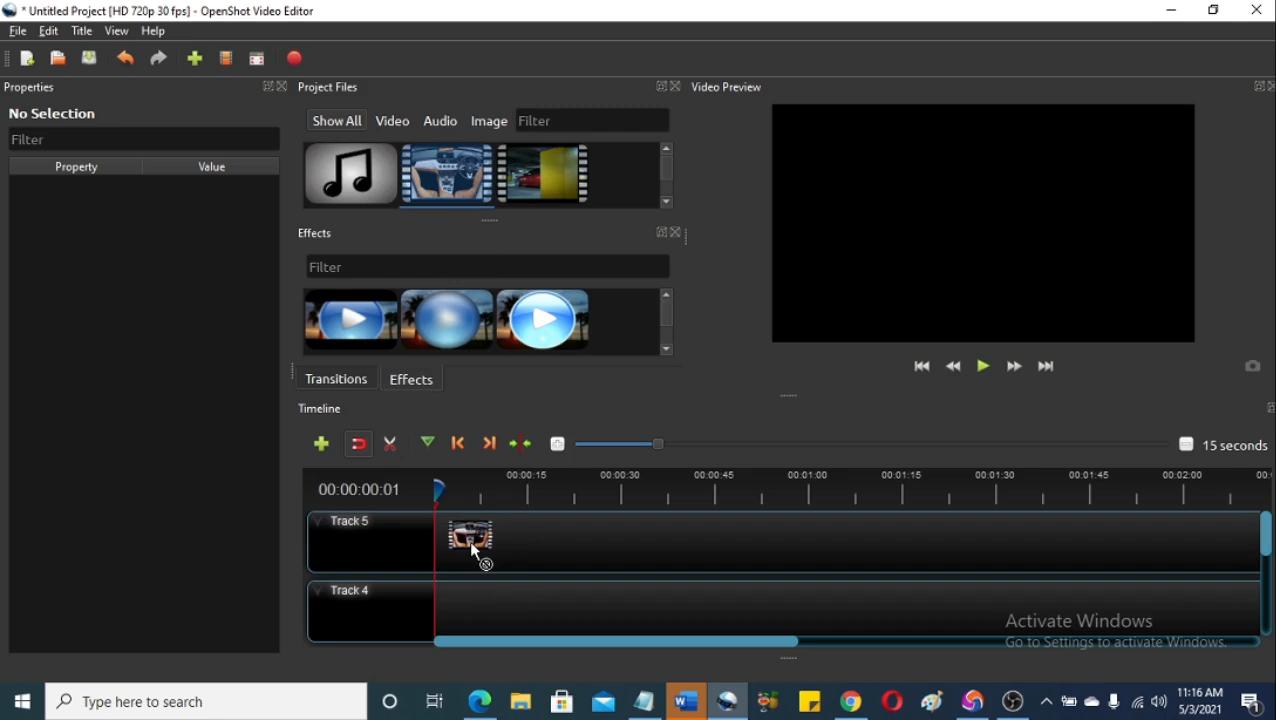 * Untitled Project [HD 720p 30 fps] - OpenShot Video Editor
File Edit Title View Help
Properties
Project Files
Video Preview
No Selection
Filter
Property Value
Show All Video Audio Image Filter
Effects
Filter
Transitions Effects
Timeline
15 seconds
00:00:00:01
00:00:15 00:00:30 00:00:45 00:01:00 00:01:15 00:01:30 00:01:45 00:02:00 00:
Track 5
Track 4
Activate Windows
Go to Settings to activate Windows.
Type here to search
11:16 AM
5/3/2021
1